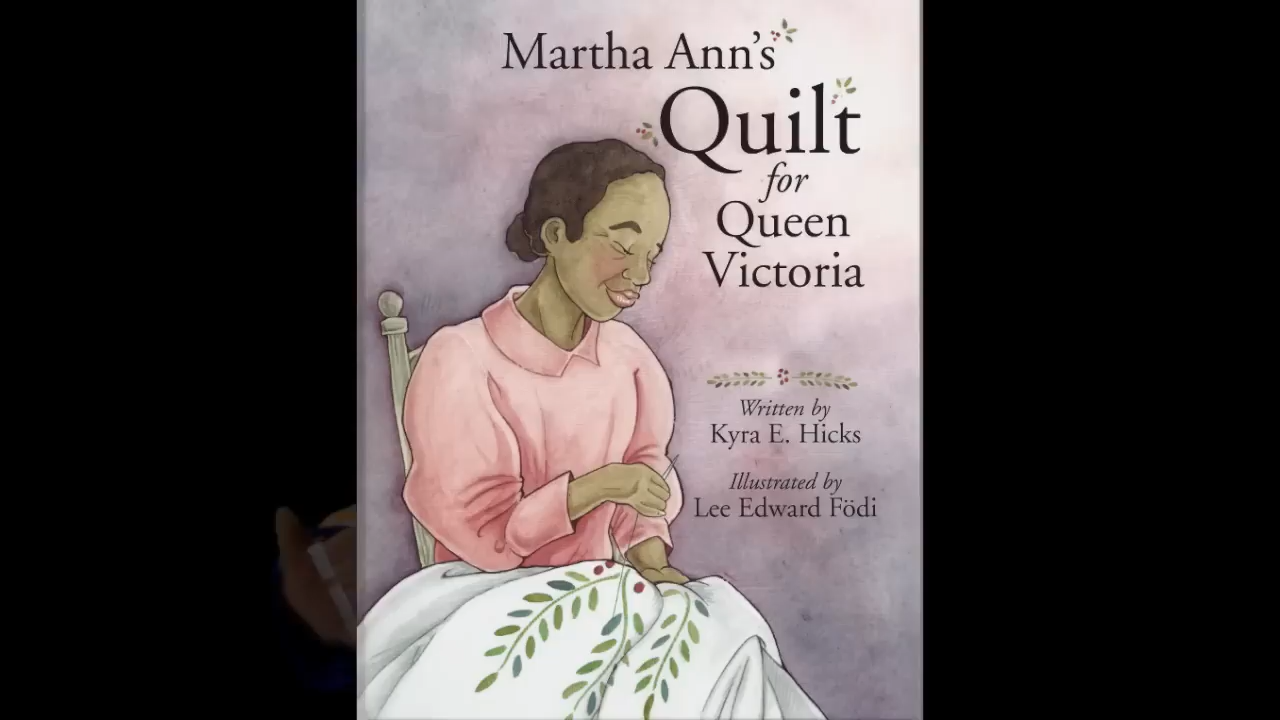 Martha Ann's
Quilt
for
Queen
Victoria
Written by
Kyra E. Hicks
Illustrated by
Lee Edward Födi